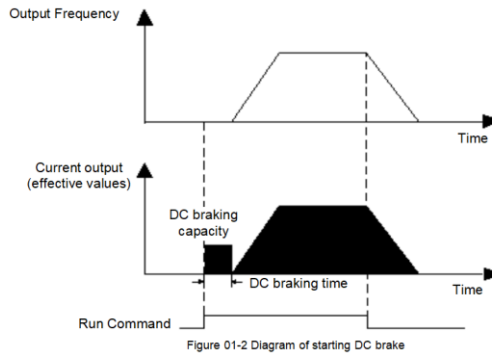 Output Frequency
Time
Current output
(effective values)
DC braking
capacity
DC braking time
Time
Run Command
Figure 01-2 Diagram of starting DC brake